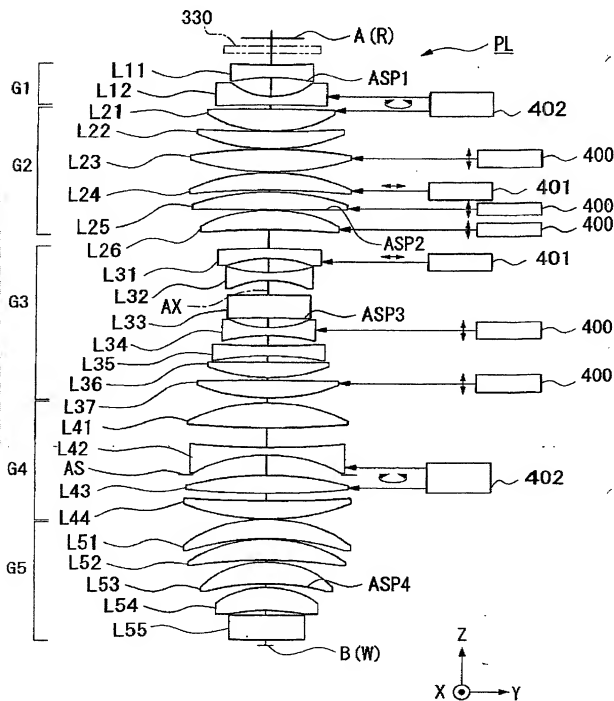 330
A(R)
PL
G1
L11
ASP1
L12
402
L21
L22
G2
L23
400
L24
401
L25
400
ASP2
400
L26
L31
401
L32
G3
AX
L33
ASP3
L34
400
L35
L36
400
L37
L41
L42
G4
AS
402
L43
L44
L51
G5
L52
L53
ASP4
L54
L55
B(W)
Z
X
Y